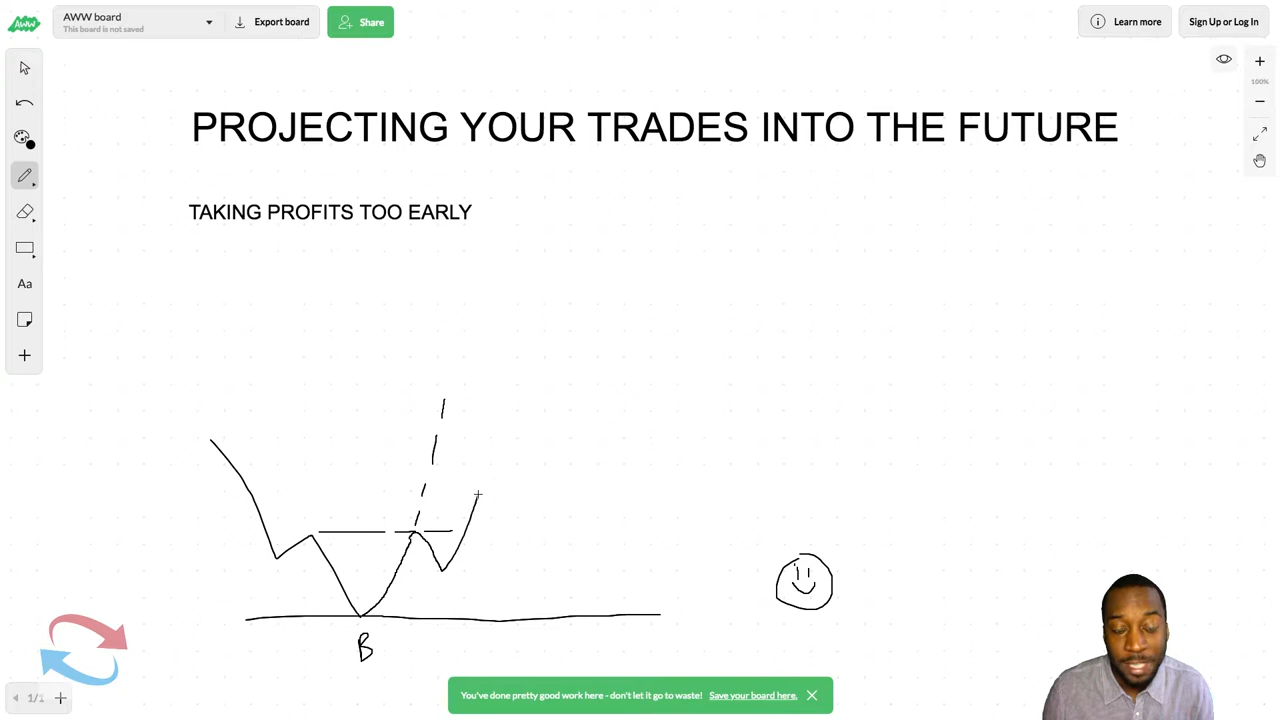 AWW
AWW board
This board is not saved
Export board
Share
Learn more
Sign Up or Log In
100%
PROJECTING YOUR TRADES INTO THE FUTURE
TAKING PROFITS TOO EARLY
Aa
B
1/1
You've done pretty good work here - don't let it go to waste! Save your board here.